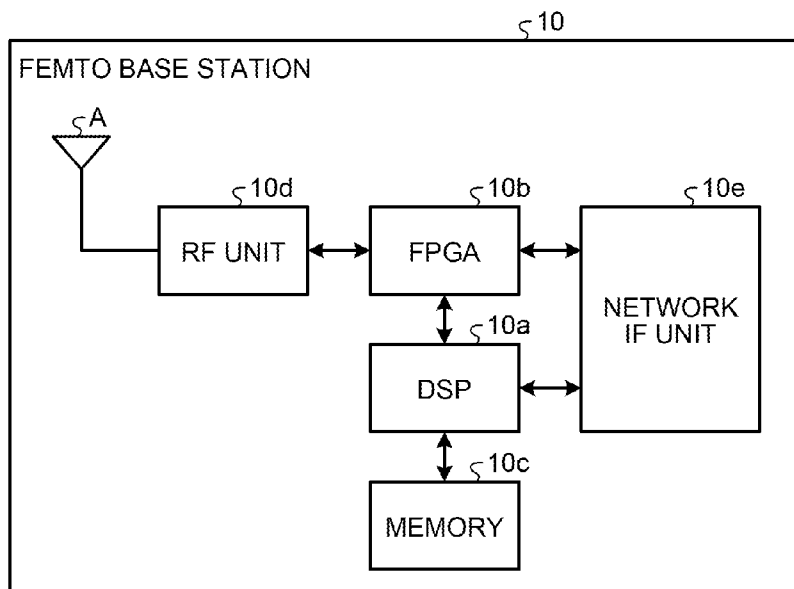 10
FEMTO BASE STATION
A
10d
10b
10e
RF UNIT
FPGA
NETWORK
IF UNIT
10a
DSP
10c
MEMORY